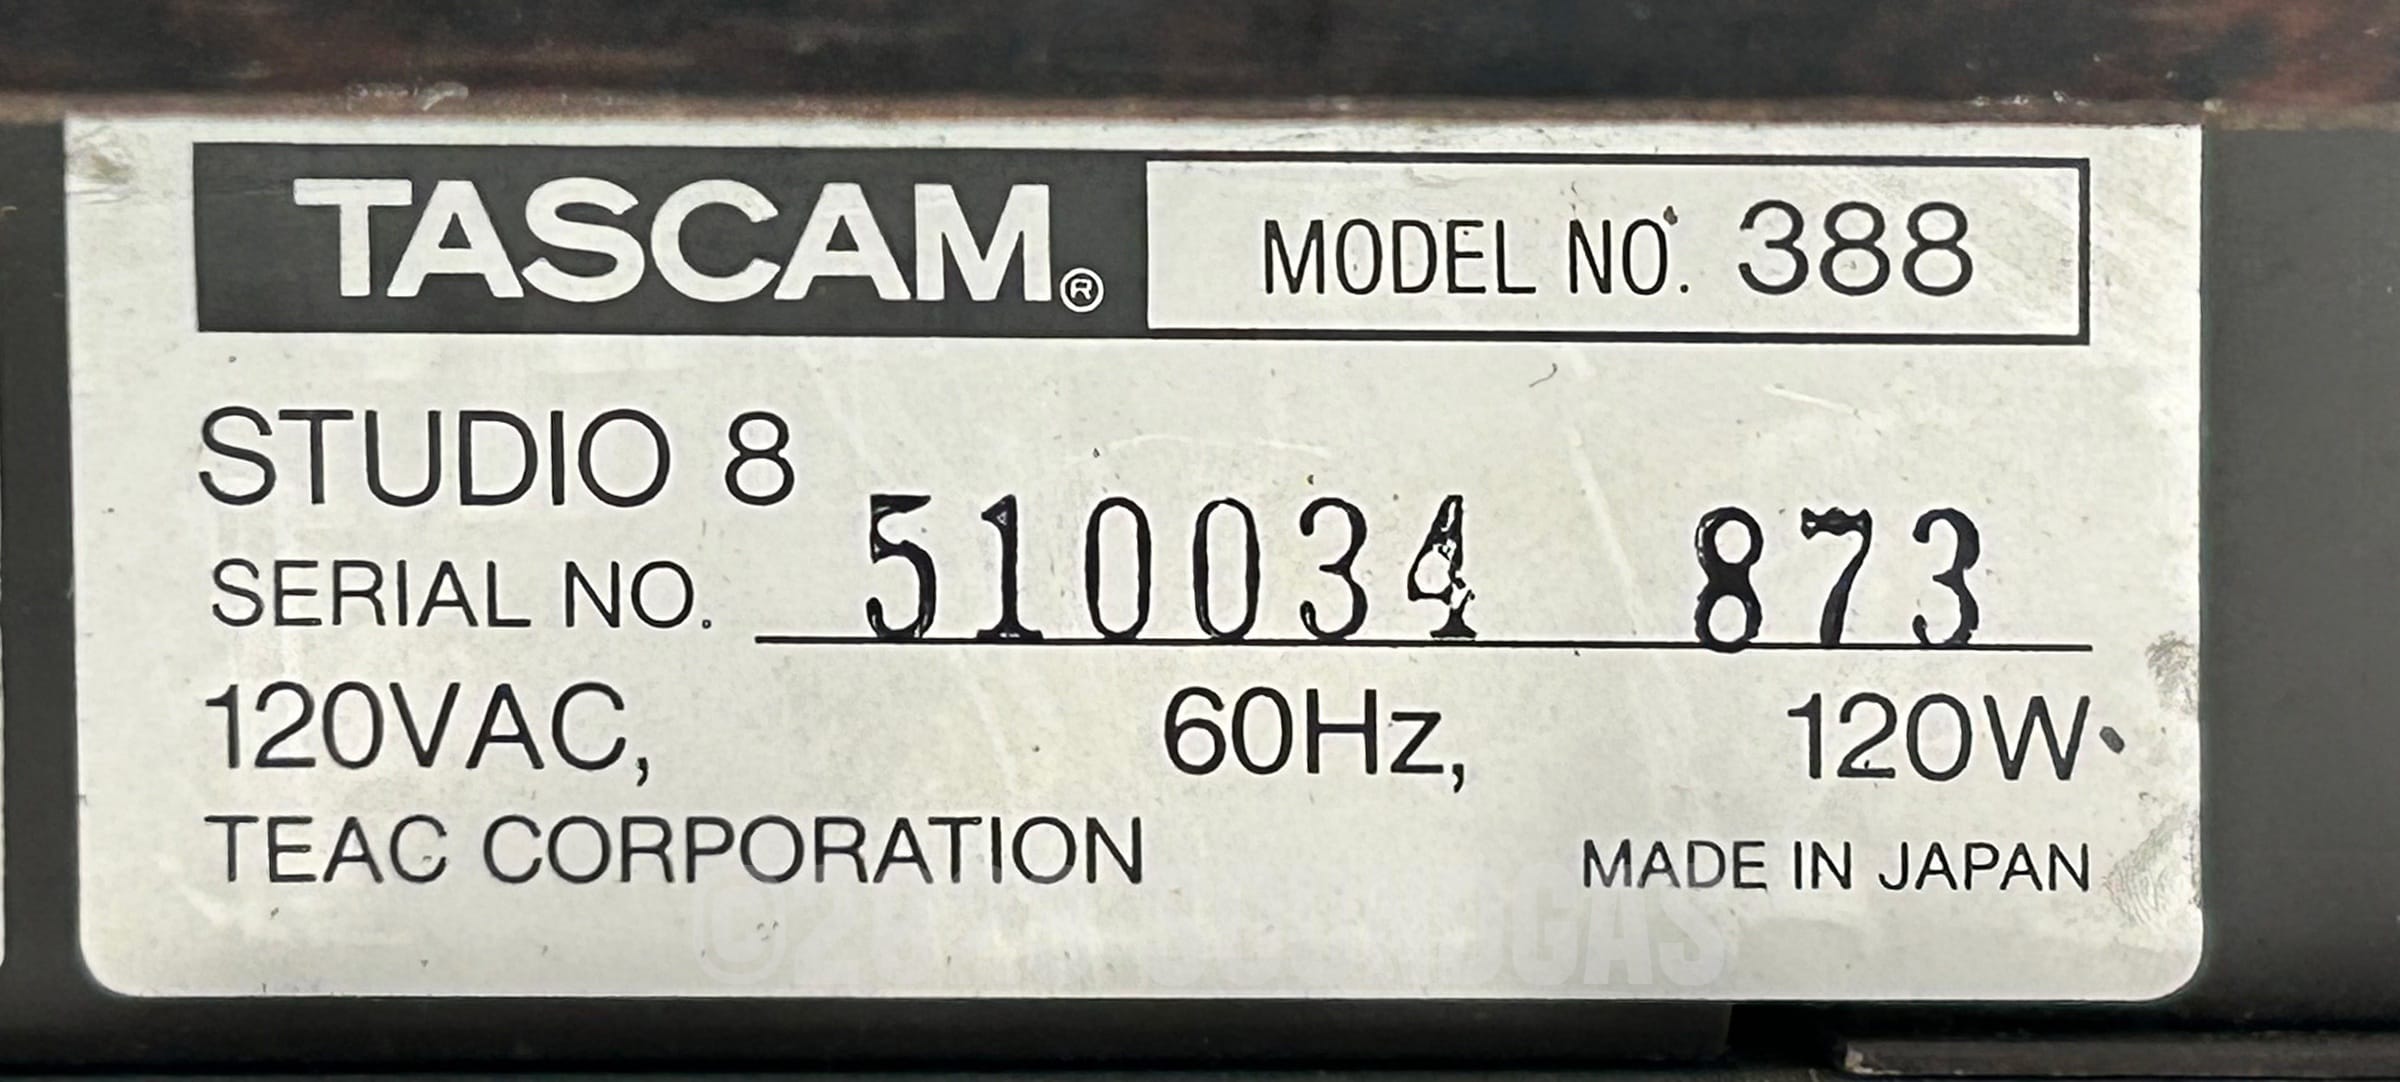 TASCAM® MODEL NO. 388
STUDIO 8
SERIAL NO. 510034 873
120VAC, 60Hz, 120W
TEAC CORPORATION MADE IN JAPAN